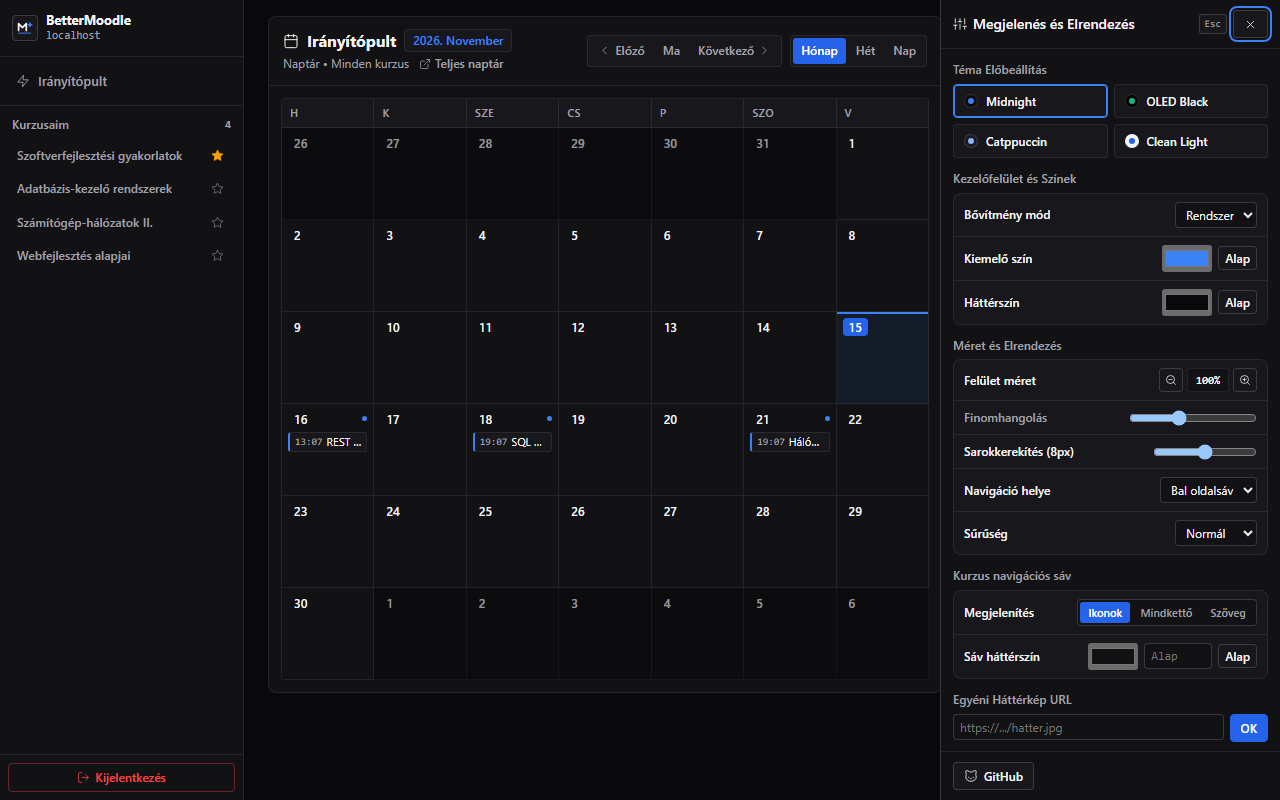 BetterMoodle
localhost
Irányítópult
Kurzusaim 4
Szoftverfejlesztési gyakorlatok
Adatbázis-kezelő rendszerek
Számítógép-hálózatok II.
Webfejlesztés alapjai
Kijelentkezés
Irányítópult 2026. November
Naptár • Minden kurzus Teljes naptár
Előző Ma Következő
Hónap Hét Nap
H K SZE CS P SZO V
26 27 28 29 30 31 1
2 3 4 5 6 7 8
9 10 11 12 13 14 15
16 17 18 19 20 21 22
13:07 REST ... 19:07 SQL ... 19:07 Háló...
23 24 25 26 27 28 29
30 1 2 3 4 5 6
Megjelenés és Elrendezés Esc
Téma Előbeállítás
Midnight OLED Black
Catppuccin Clean Light
Kezelőfelület és Színek
Bővítmény mód Rendszer
Kiemelő szín Alap
Háttérszín Alap
Méret és Elrendezés
Felület méret 100%
Finomhangolás
Sarokkerekítés (8px)
Navigáció helye Bal oldalsáv
Sűrűség Normál
Kurzus navigációs sáv
Megjelenítés Ikonok Mindkettő Szöveg
Sáv háttérszín Alap Alap
Egyéni Háttérkép URL
https://.../hatter.jpg OK
GitHub